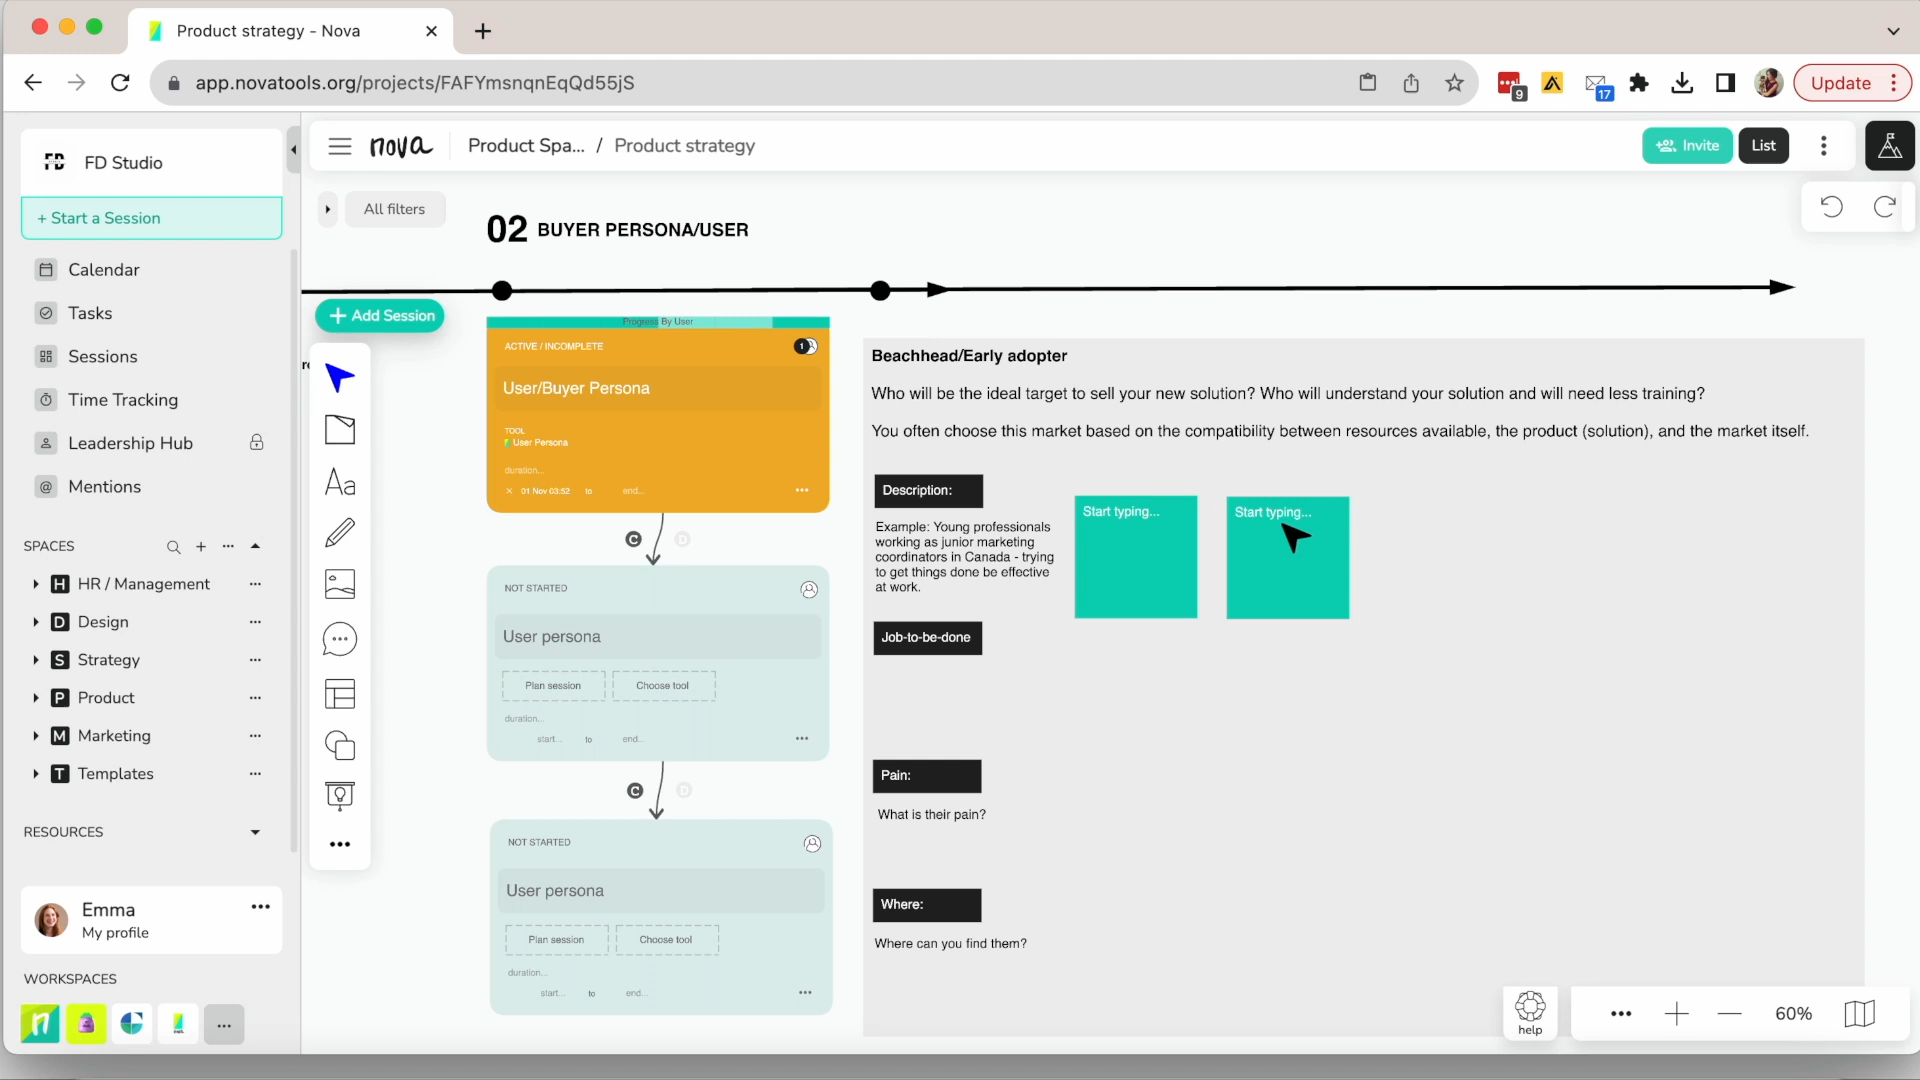 Product strategy - Nova
app.novatools.org/projects/FAFYmsnqnEqQd55jS
9
17
Update
FD
FD Studio
+ Start a Session
Calendar
Tasks
Sessions
Time Tracking
Leadership Hub
@ Mentions
SPACES
H HR / Management
D Design
S Strategy
P Product
M Marketing
T Templates
RESOURCES
Emma
My profile
WORKSPACES
n
nova
Product Spa... / Product strategy
Invite
List
All filters
02 BUYER PERSONA/USER
+ Add Session
Aa
Progress By User
ACTIVE / INCOMPLETE
1
User/Buyer Persona
TOOL
User Persona
duration...
01 Nov 03:52 to end...
C D
NOT STARTED
User persona
Plan session Choose tool
duration...
start... to end...
C D
NOT STARTED
User persona
Plan session Choose tool
duration...
start... to end...
Beachhead/Early adopter
Who will be the ideal target to sell your new solution? Who will understand your solution and will need less training?
You often choose this market based on the compatibility between resources available, the product (solution), and the market itself.
Description:
Example: Young professionals
working as junior marketing
coordinators in Canada - trying
to get things done be effective
at work.
Start typing...
Start typing...
Job-to-be-done
Pain:
What is their pain?
Where:
Where can you find them?
help
60%